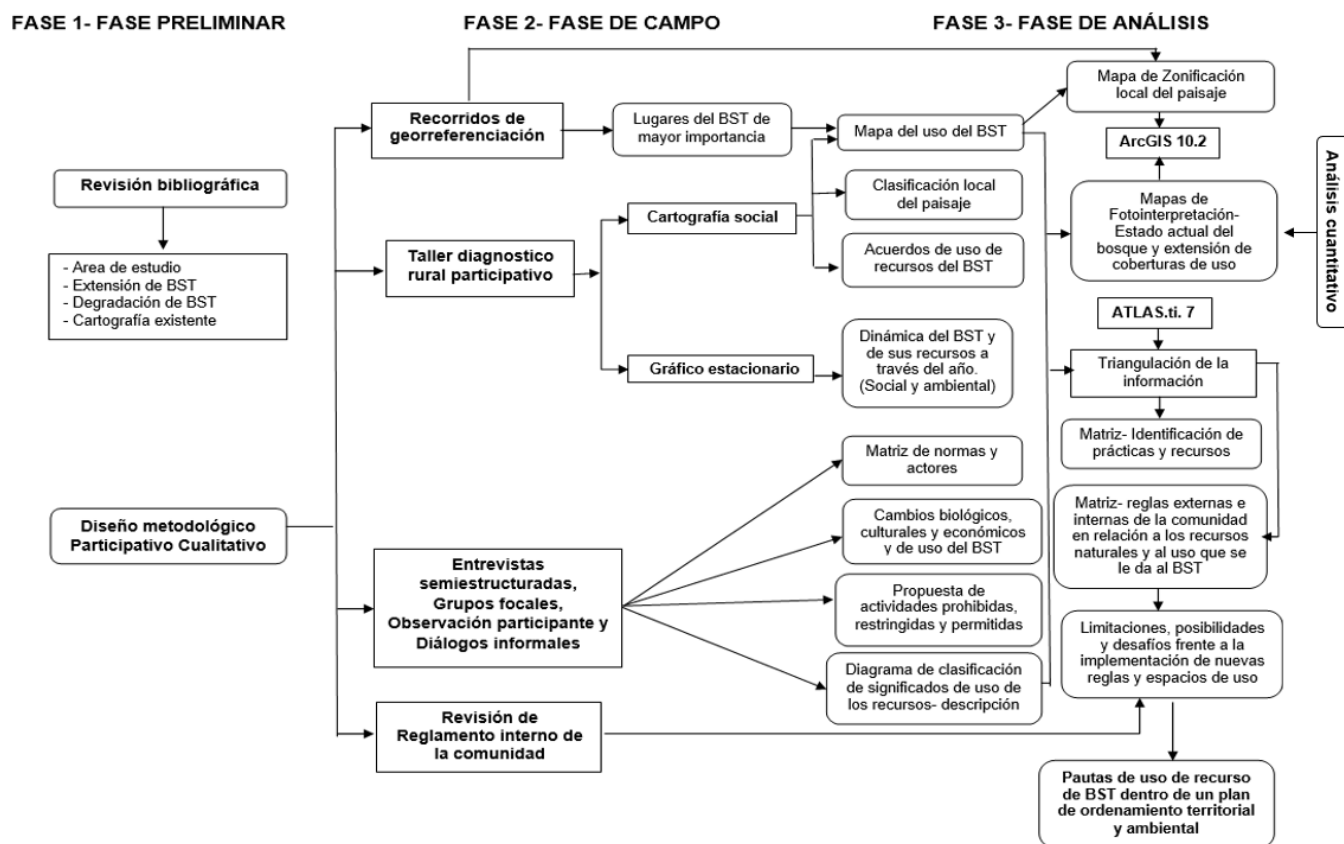 FASE 1- FASE PRELIMINAR
FASE 2- FASE DE CAMPO
FASE 3- FASE DE ANÁLISIS
Revisión bibliográfica
- Area de estudio
- Extensión de BST
- Degradación de BST
- Cartografía existente
Diseño metodológico
Participativo Cualitativo
Recorridos de
georreferenciación
Taller diagnostico
rural participativo
Entrevistas
semiestructuradas,
Grupos focales,
Observación participante y
Diálogos informales
Revisión de
Reglamento interno de
la comunidad
Lugares del BST de
mayor importancia
Cartografía social
Gráfico estacionario
Mapa del uso del BST
Clasificación local
del paisaje
Acuerdos de uso de
recursos del BST
Dinámica del BST y
de sus recursos a
través del año.
(Social y ambiental)
Matriz de normas y
actores
Cambios biológicos,
culturales y económicos
y de uso del BST
Propuesta de
actividades prohibidas,
restringidas y permitidas
Diagrama de clasificación
de significados de uso de
los recursos- descripción
Mapa de Zonificación
local del paisaje
ArcGIS 10.2
Mapas de
Fotointerpretación-
Estado actual del
bosque y extensión de
coberturas de uso
ATLAS.ti. 7
Triangulación de la
información
Matriz- Identificación de
prácticas y recursos
Matriz- reglas externas e
internas de la comunidad
en relación a los recursos
naturales y al uso que se
le da al BST
Limitaciones, posibilidades
y desafíos frente a la
implementación de nuevas
reglas y espacios de uso
Pautas de uso de recurso
de BST dentro de un plan
de ordenamiento territorial
y ambiental
Análisis cuantitativo